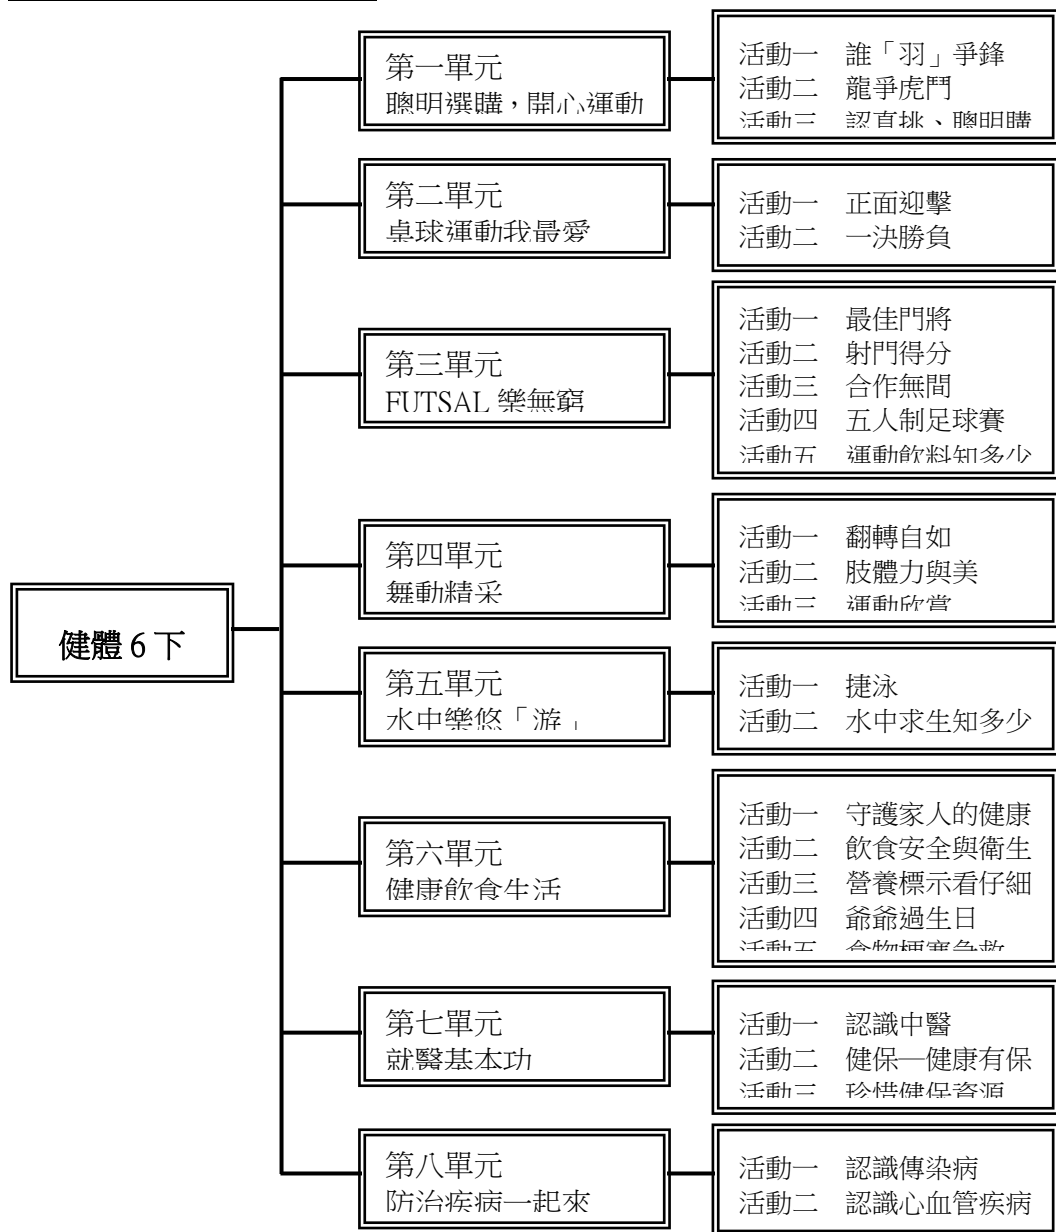 健體 6 下
第一單元
聰明選購，開心運動
活動一 誰「羽」爭鋒
活動二 龍爭虎鬥
活動三 認真挑、聰明購
第二單元
桌球運動我最愛
活動一 正面迎擊
活動二 一決勝負
第三單元
FUTSAL 樂無窮
活動一 最佳門將
活動二 射門得分
活動三 合作無間
活動四 五人制足球賽
活動五 運動飲料知多少
第四單元
舞動精采
活動一 翻轉自如
活動二 肢體力與美
活動三 運動欣賞
第五單元
水中樂悠「游」
活動一 捷泳
活動二 水中求生知多少
第六單元
健康飲食生活
活動一 守護家人的健康
活動二 飲食安全與衛生
活動三 營養標示看仔細
活動四 爺爺過生日
活動五 食物梗塞急救
第七單元
就醫基本功
活動一 認識中醫
活動二 健保─健康有保
活動三 珍惜健保資源
第八單元
防治疾病一起來
活動一 認識傳染病
活動二 認識心血管疾病